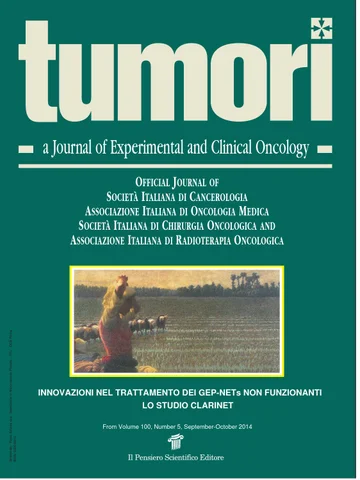 tumori
a Journal of Experimental and Clinical Oncology
OFFICIAL JOURNAL OF
SOCIETÀ ITALIANA DI CANCEROLOGIA
ASSOCIAZIONE ITALIANA DI ONCOLOGIA MEDICA
SOCIETÀ ITALIANA DI CHIRURGIA ONCOLOGICA AND
ASSOCIAZIONE ITALIANA DI RADIOTERAPIA ONCOLOGICA
INNOVAZIONI NEL TRATTAMENTO DEI GEP-NETs NON FUNZIONANTI
LO STUDIO CLARINET
From Volume 100, Number 5, September-October 2014
Il Pensiero Scientifico Editore